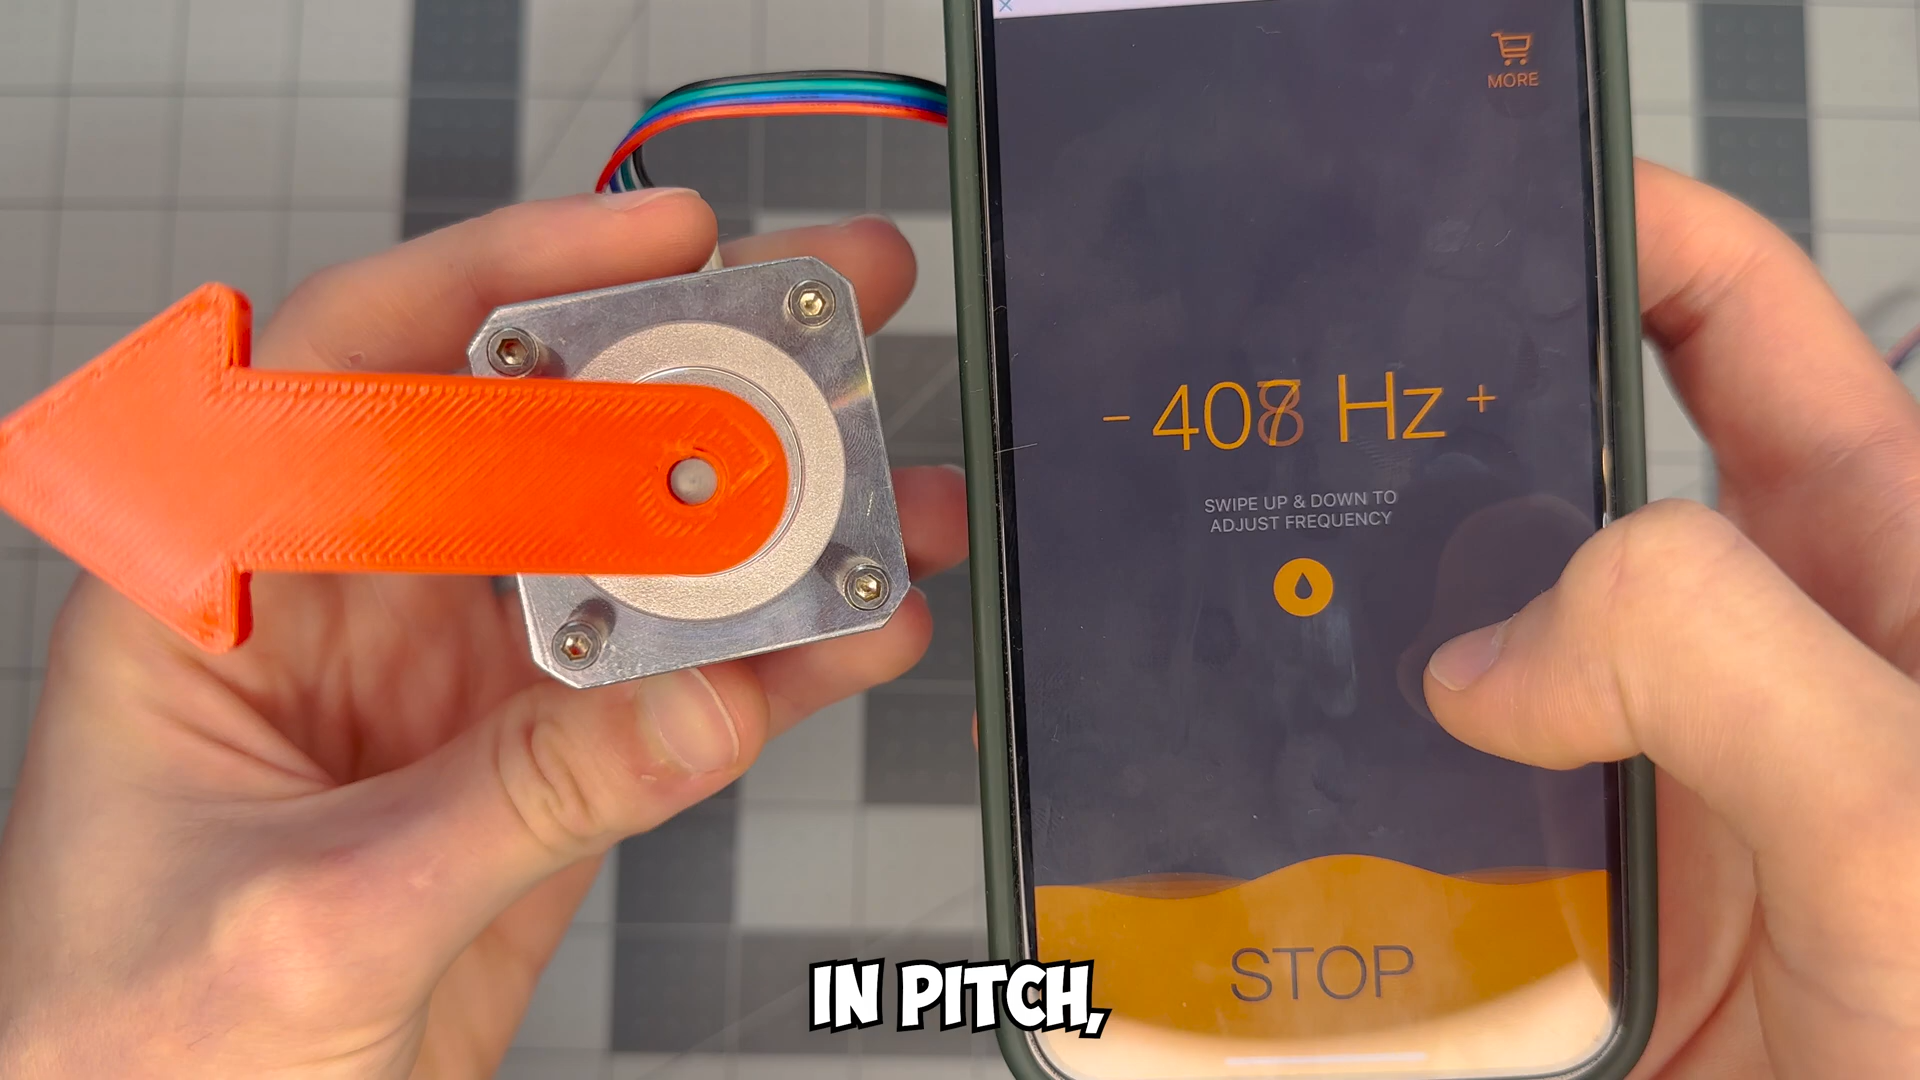 MORE
- 408 Hz +
SWIPE UP & DOWN TO
ADJUST FREQUENCY
STOP
IN PITCH,